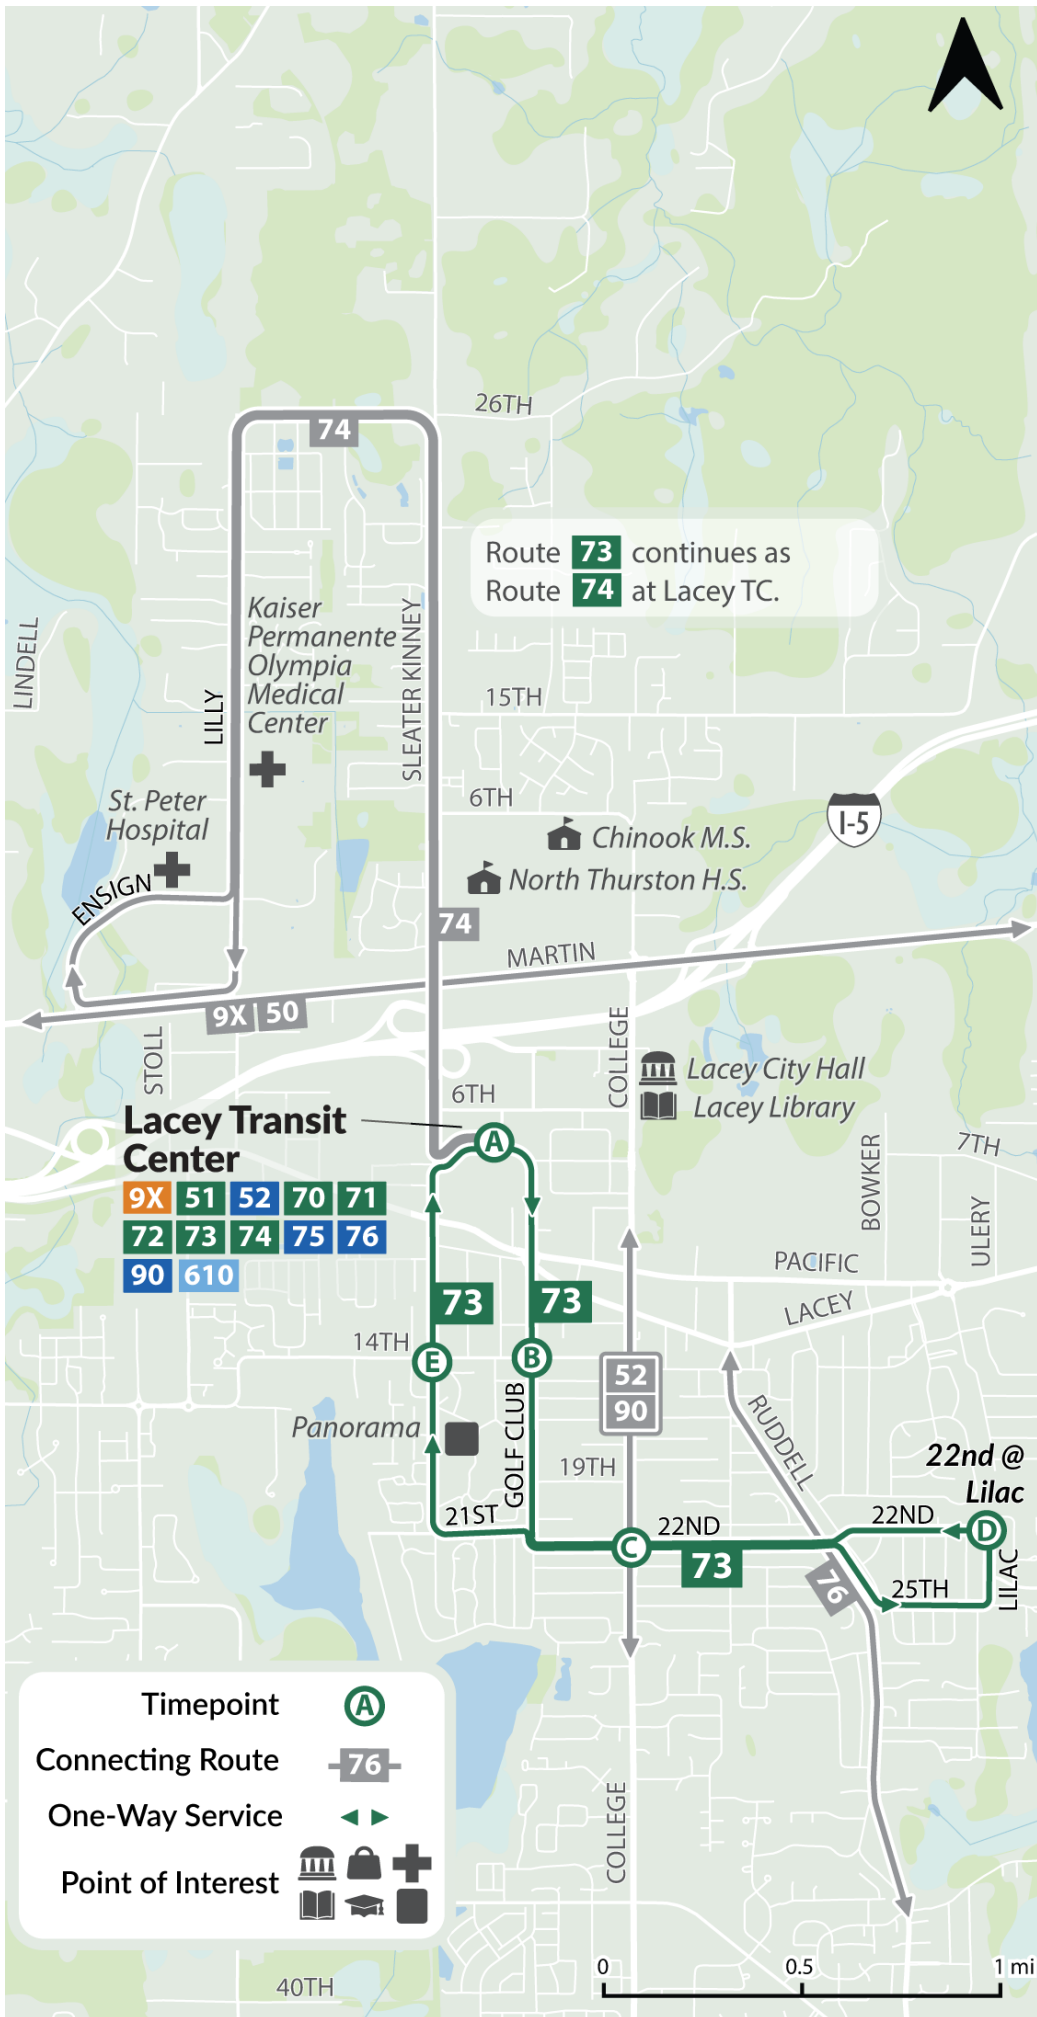 26TH
74
Route 73 continues as
Route 74 at Lacey TC.
LINDELL
LILLY
Kaiser
Permanente
Olympia
Medical
Center
SLEATER KINNEY
15TH
St. Peter
Hospital
6TH
I-5
Chinook M.S.
North Thurston H.S.
ENSIGN
74
MARTIN
9X 50
STOLL
COLLEGE
Lacey City Hall
Lacey Library
6TH
Lacey Transit
Center
A
9X 51 52 70 71
72 73 74 75 76
90 610
BOWKER
7TH
ULERY
PACIFIC
LACEY
73
73
14TH
E
B
52
90
RUDDELL
Panorama
GOLF CLUB
19TH
22nd @
Lilac
21ST
22ND
22ND
C
D
73
76
25TH
LILAC
Timepoint A
Connecting Route 76
One-Way Service
Point of Interest
COLLEGE
40TH
0 0.5 1 mi